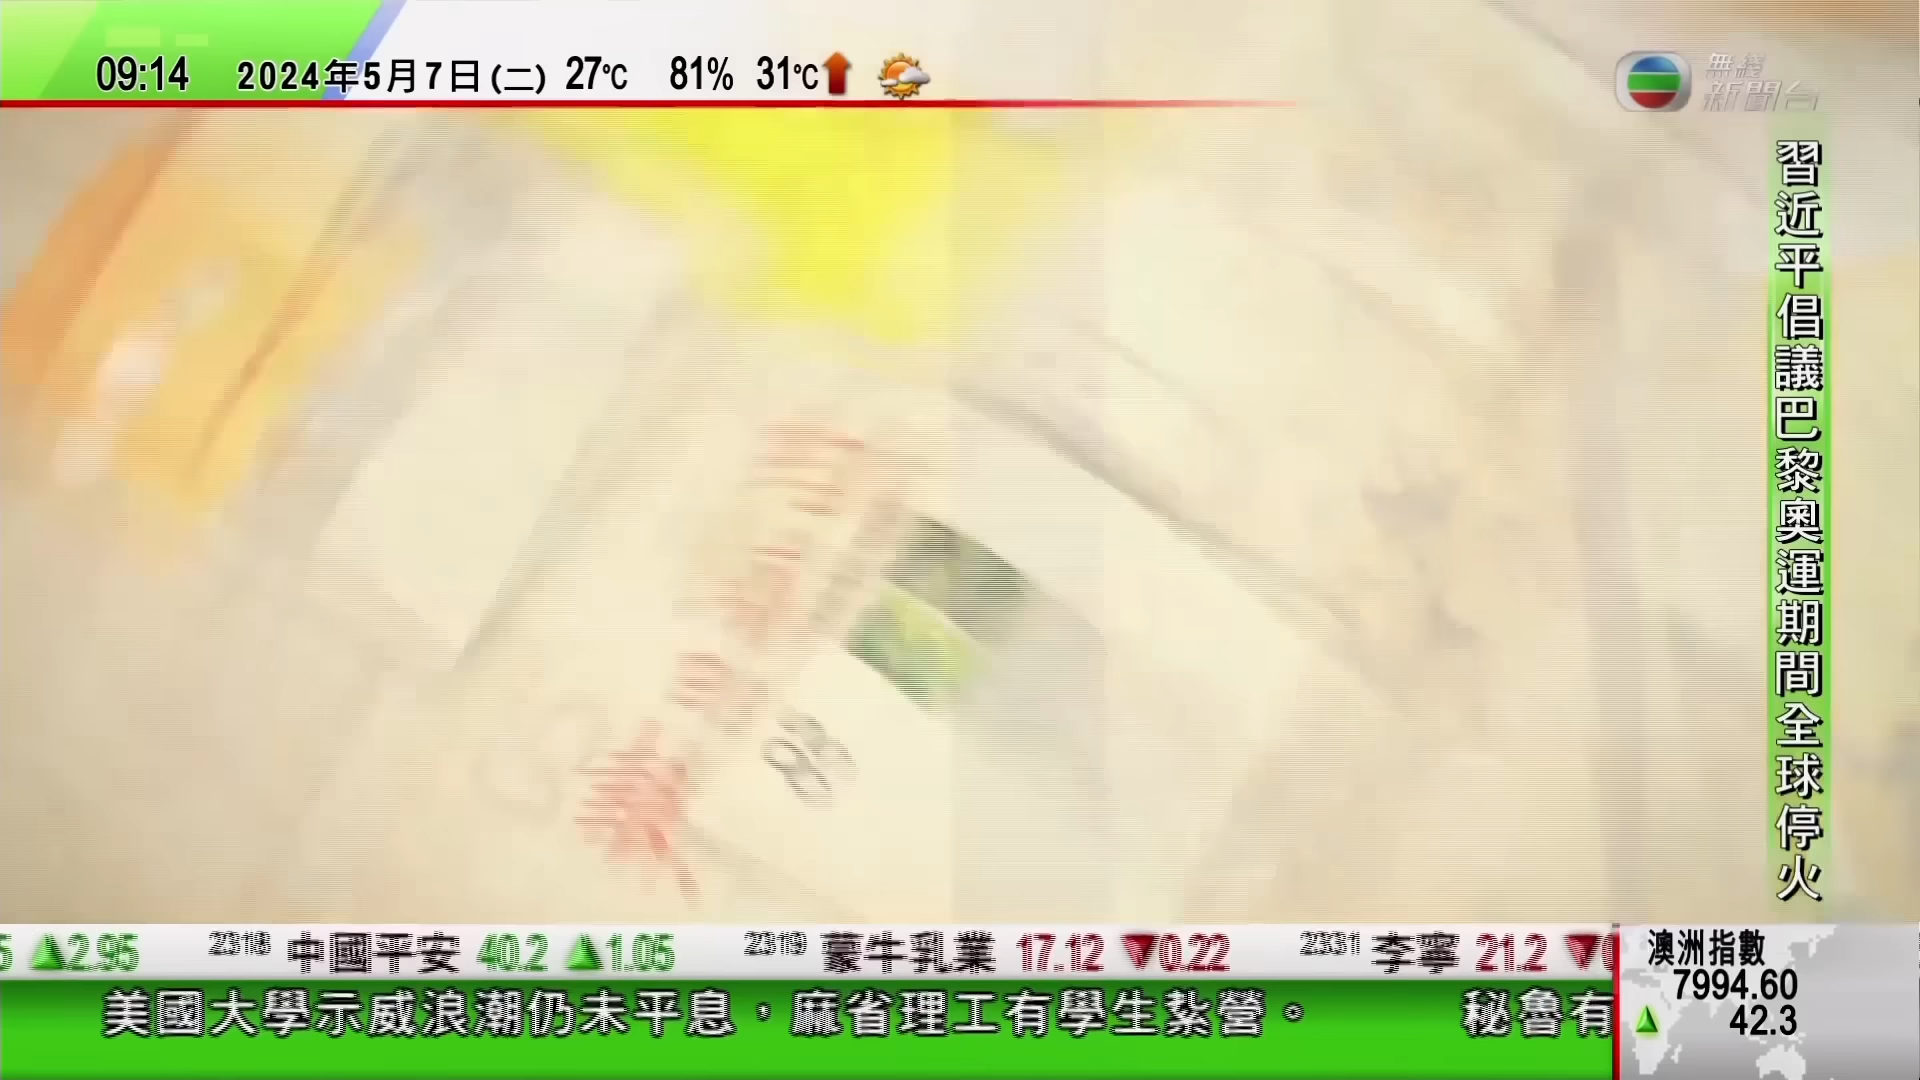 09:14 2024年5月7日(二) 27℃ 81% 31℃
無綫
新聞台
習近平倡議巴黎奧運期間全球停火
5 ▲2.95 2318 中國平安 40.2 ▲1.05 2319 蒙牛乳業 17.12 ▼0.22 2331 李寧 21.2 ▼0
美國大學示威浪潮仍未平息，麻省理工有學生紮營。 秘魯有
澳洲指數
7994.60
▲ 42.3